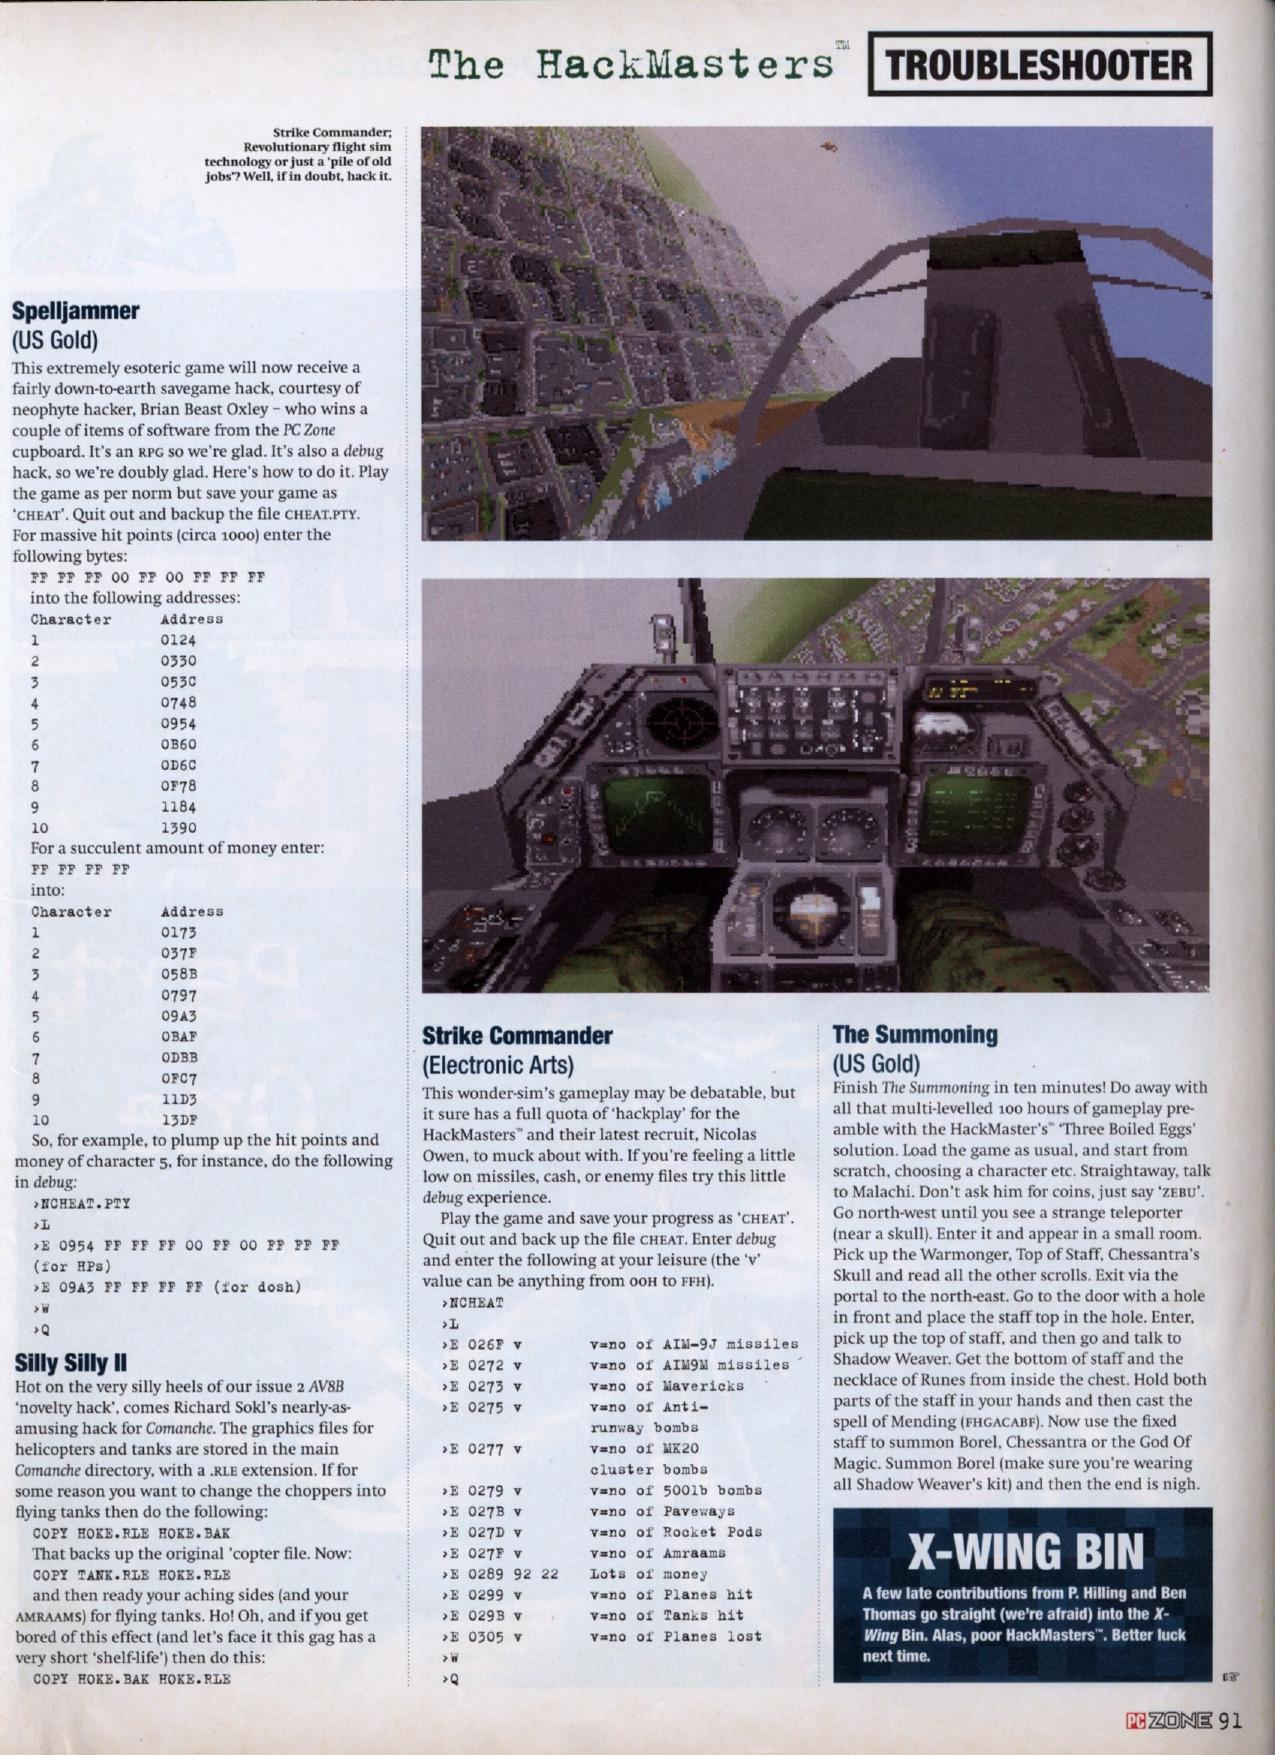 The HackMasters™
TROUBLESHOOTER
Strike Commander;
Revolutionary flight sim
technology or just a 'pile of old
jobs'? Well, if in doubt, hack it.
Spelljammer
(US Gold)
This extremely esoteric game will now receive a
fairly down-to-earth savegame hack, courtesy of
neophyte hacker, Brian Beast Oxley – who wins a
couple of items of software from the PC Zone
cupboard. It's an RPG so we're glad. It's also a debug
hack, so we're doubly glad. Here's how to do it. Play
the game as per norm but save your game as
'CHEAT'. Quit out and backup the file CHEAT.PTY.
For massive hit points (circa 1000) enter the
following bytes:
FF FF FF 00 FF 00 FF FF FF
into the following addresses:
Character Address
1 0124
2 0330
3 053C
4 0748
5 0954
6 0B60
7 0D6C
8 0F78
9 1184
10 1390
For a succulent amount of money enter:
FF FF FF FF
into:
Character Address
1 0173
2 037F
3 058B
4 0797
5 09A3
6 0BAF
7 0DBB
8 0FC7
9 11D3
10 13DF
So, for example, to plump up the hit points and
money of character 5, for instance, do the following
in debug:
>NCHEAT.PTY
>L
>E 0954 FF FF FF 00 FF 00 FF FF FF
(for HPs)
>E 09A3 FF FF FF FF (for dosh)
>W
>Q
Silly Silly II
Hot on the very silly heels of our issue 2 AV8B
'novelty hack', comes Richard Sokl's nearly-as-
amusing hack for Comanche. The graphics files for
helicopters and tanks are stored in the main
Comanche directory, with a .RLE extension. If for
some reason you want to change the choppers into
flying tanks then do the following:
COPY HOKE.RLE HOKE.BAK
That backs up the original 'copter file. Now:
COPY TANK.RLE HOKE.RLE
and then ready your aching sides (and your
AMRAAMS) for flying tanks. Ho! Oh, and if you get
bored of this effect (and let's face it this gag has a
very short 'shelf-life') then do this:
COPY HOKE.BAK HOKE.RLE
Strike Commander
(Electronic Arts)
This wonder-sim's gameplay may be debatable, but
it sure has a full quota of 'hackplay' for the
HackMasters™ and their latest recruit, Nicolas
Owen, to muck about with. If you're feeling a little
low on missiles, cash, or enemy files try this little
debug experience.
Play the game and save your progress as 'CHEAT'.
Quit out and back up the file CHEAT. Enter debug
and enter the following at your leisure (the 'v'
value can be anything from 00H to FFH).
>NCHEAT
>L
>E 026F v v=no of AIM-9J missiles
>E 0272 v v=no of AIM9M missiles
>E 0273 v v=no of Mavericks
>E 0275 v v=no of Anti-
runway bombs
>E 0277 v v=no of MK20
cluster bombs
>E 0279 v v=no of 500lb bombs
>E 027B v v=no of Paveways
>E 027D v v=no of Rocket Pods
>E 027F v v=no of Amraams
>E 0289 92 22 Lots of money
>E 0299 v v=no of Planes hit
>E 029B v v=no of Tanks hit
>E 0305 v v=no of Planes lost
>W
>Q
The Summoning
(US Gold)
Finish The Summoning in ten minutes! Do away with
all that multi-levelled 100 hours of gameplay pre-
amble with the HackMaster's™ 'Three Boiled Eggs'
solution. Load the game as usual, and start from
scratch, choosing a character etc. Straightaway, talk
to Malachi. Don't ask him for coins, just say 'ZEBU'.
Go north-west until you see a strange teleporter
(near a skull). Enter it and appear in a small room.
Pick up the Warmonger, Top of Staff, Chessantra's
Skull and read all the other scrolls. Exit via the
portal to the north-east. Go to the door with a hole
in front and place the staff top in the hole. Enter,
pick up the top of staff, and then go and talk to
Shadow Weaver. Get the bottom of staff and the
necklace of Runes from inside the chest. Hold both
parts of the staff in your hands and then cast the
spell of Mending (FHGACABF). Now use the fixed
staff to summon Borel, Chessantra or the God Of
Magic. Summon Borel (make sure you're wearing
all Shadow Weaver's kit) and then the end is nigh.
X-WING BIN
A few late contributions from P. Hilling and Ben
Thomas go straight (we're afraid) into the X-
Wing Bin. Alas, poor HackMasters™. Better luck
next time.
PC ZONE 91